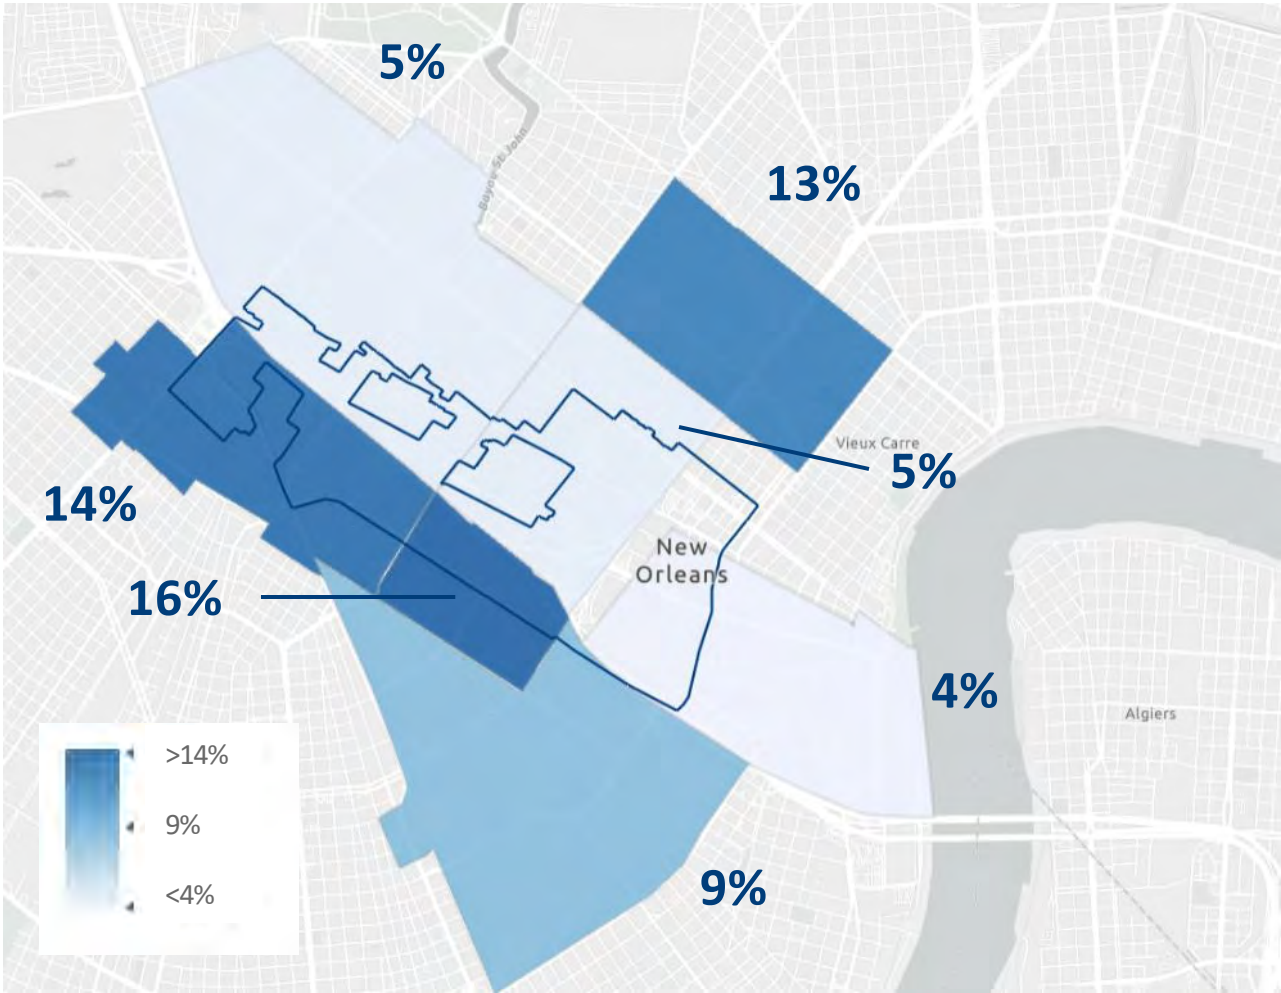 5%
Bayou St. John
13%
Vieux Carre
5%
14%
New
Orleans
16%
4%
Algiers
>14%
9%
<4%
9%